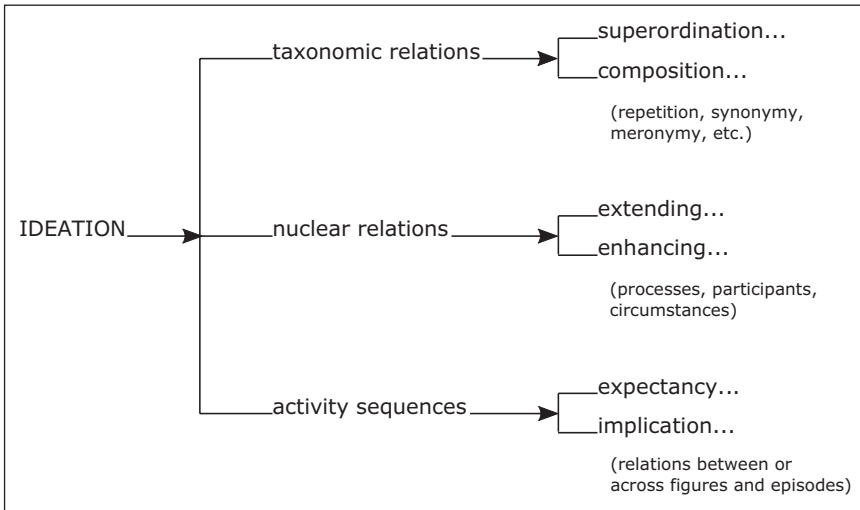 superordination...
taxonomic relations
composition...
(repetition, synonymy,
meronymy, etc.)
IDEATION
nuclear relations
extending...
enhancing...
(processes, participants,
circumstances)
activity sequences
expectancy...
implication...
(relations between or
across figures and episodes)